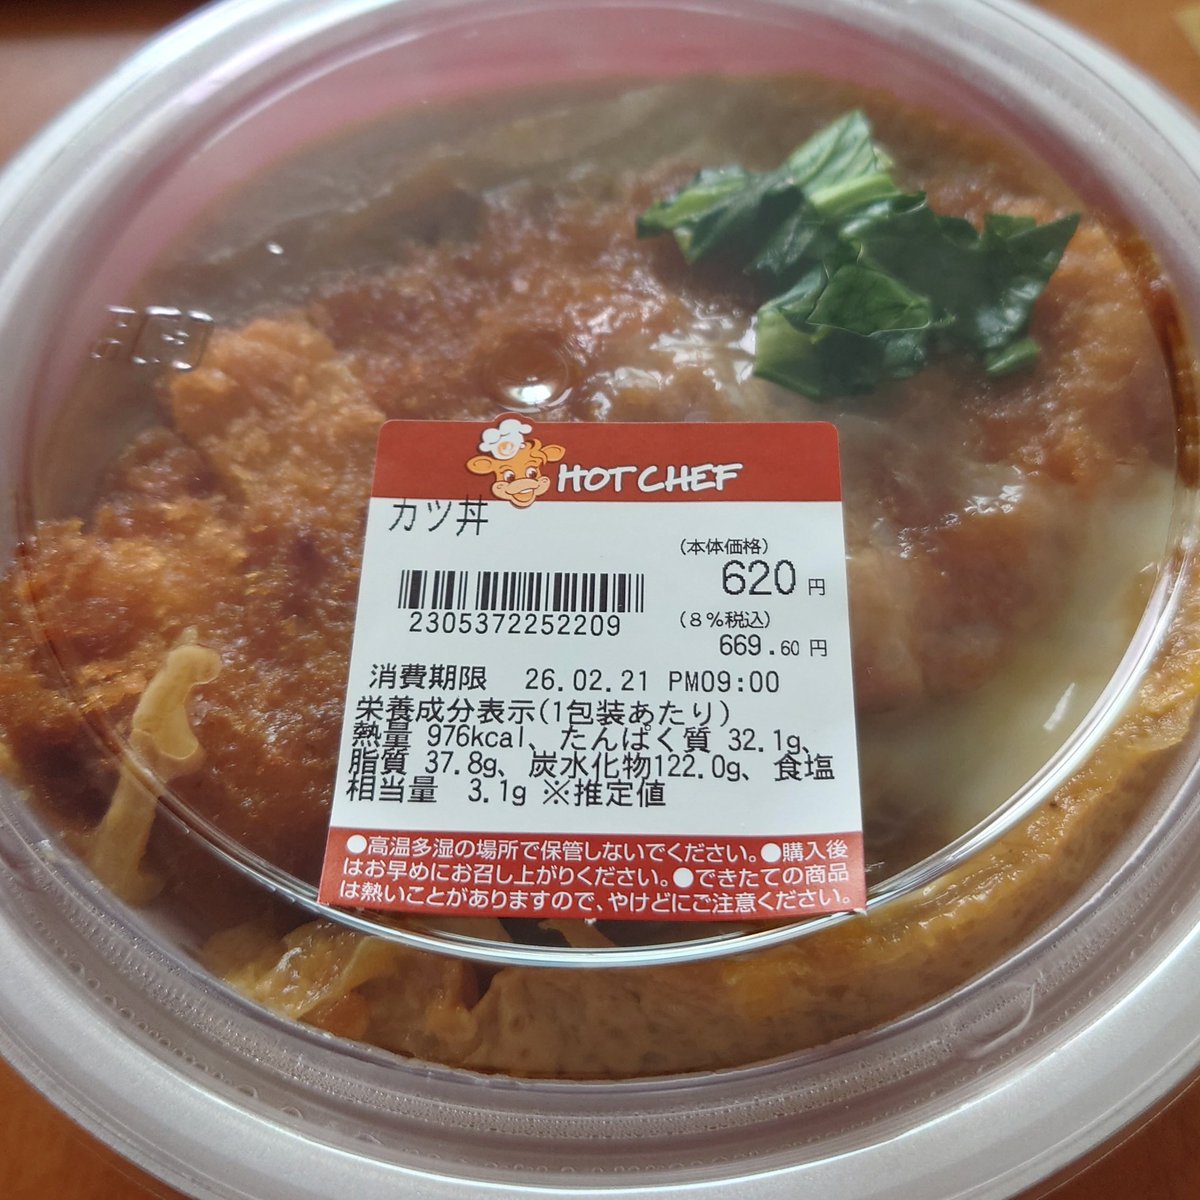 HOT CHEF
カツ丼
(本体価格)
620 円
2305372252209
(8%税込)
669.60 円
消費期限 26.02.21 PM09:00
栄養成分表示(1包装あたり)
熱量 976kcal、たんぱく質 32.1g、
脂質 37.8g、炭水化物122.0g、食塩
相当量 3.1g ※推定値
●高温多湿の場所で保管しないでください。●購入後
はお早めにお召し上がりください。●できたての商品
は熱いことがありますので、やけどにご注意ください。